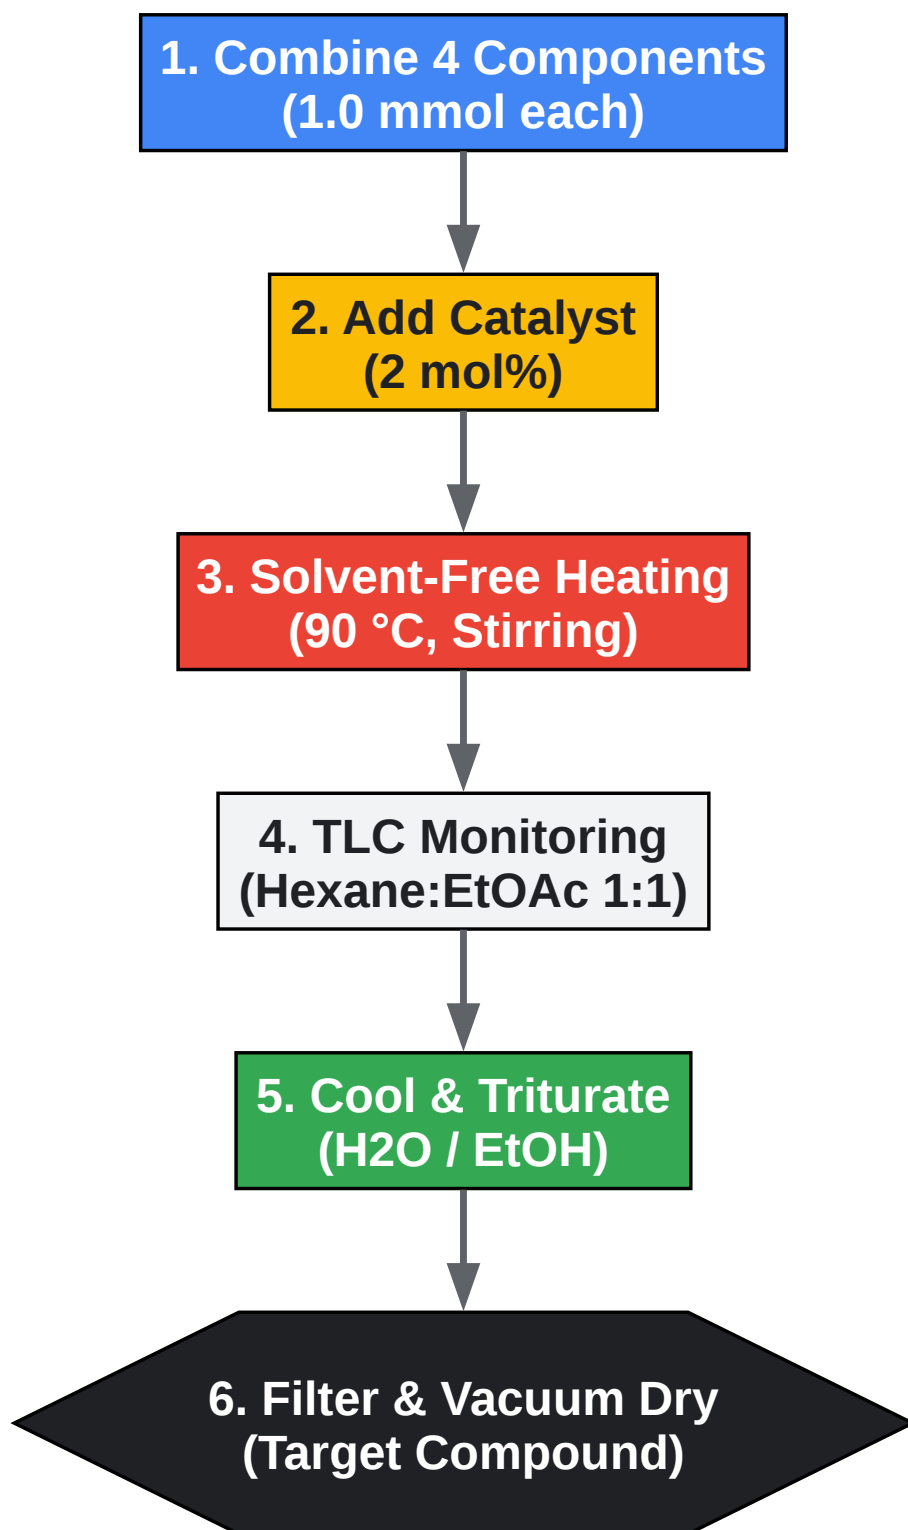 1. Combine 4 Components
(1.0 mmol each)
2. Add Catalyst
(2 mol%)
3. Solvent-Free Heating
(90 °C, Stirring)
4. TLC Monitoring
(Hexane:EtOAc 1:1)
5. Cool & Triturate
(H2O / EtOH)
6. Filter & Vacuum Dry
(Target Compound)